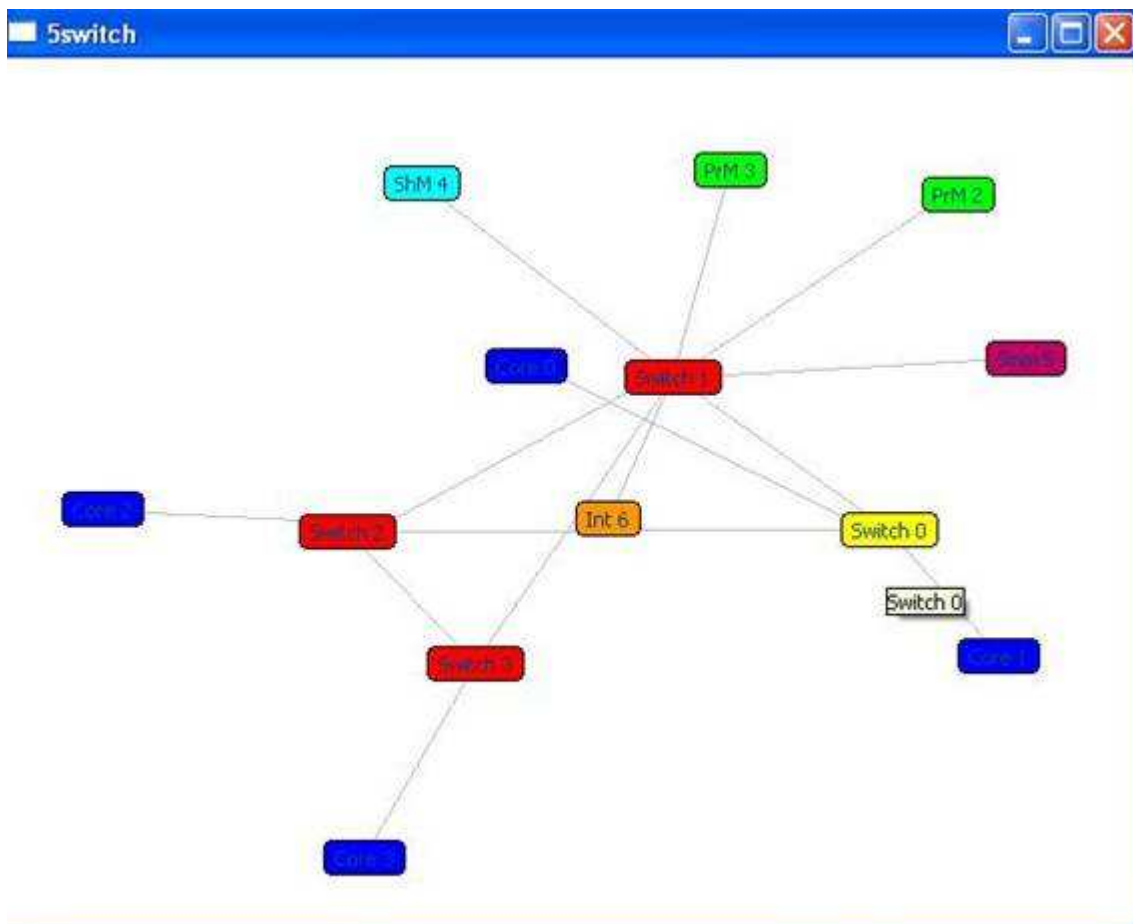 5switch
ShM 4
PrM 3
PrM 2
Core 0
Switch 1
Core 2
Switch 2
Int 6
Switch 0
Switch 0
Switch 3
Core 1
Core 3